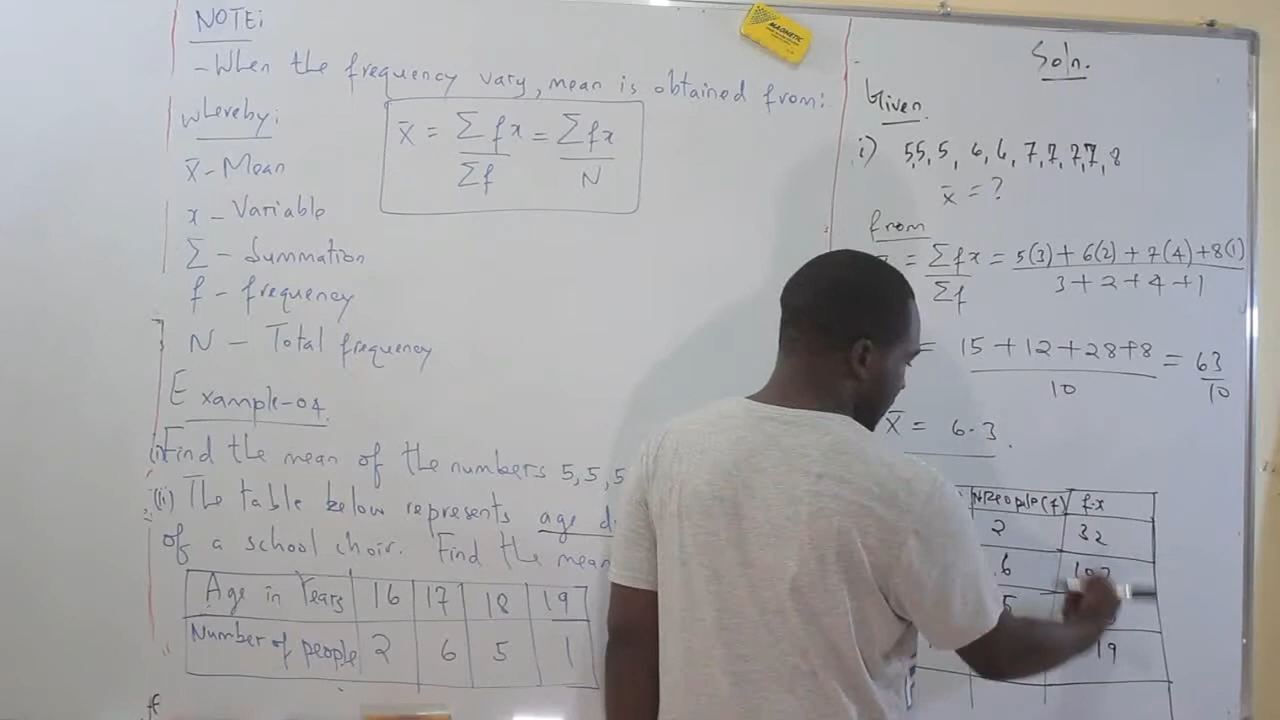 NOTE:
- When the frequency vary, mean is obtained from:
whereby:
x̄ = Σfx/Σf = Σfx/N
x̄ - Mean
x - Variable
Σ - Summation
f - frequency
N - Total frequency
Example-04.
(i) Find the mean of the numbers 5, 5, 5
(ii) The table below represents age d
of a school choir. Find the mean
Age in Years 16 17 18 19
Number of people 2 6 5 1
MAGNETIC
Soln.
Given
i) 5,5, 5, 6, 6, 7, 7, 7, 7, 8
x̄ = ?
from
= Σfx/Σf = 5(3) + 6(2) + 7(4) + 8(1) / 3 + 2 + 4 + 1
= 15 + 12 + 28 + 8 / 10 = 63/10
x̄ = 6.3.
N People(f) f.x
2 32
6
5
19